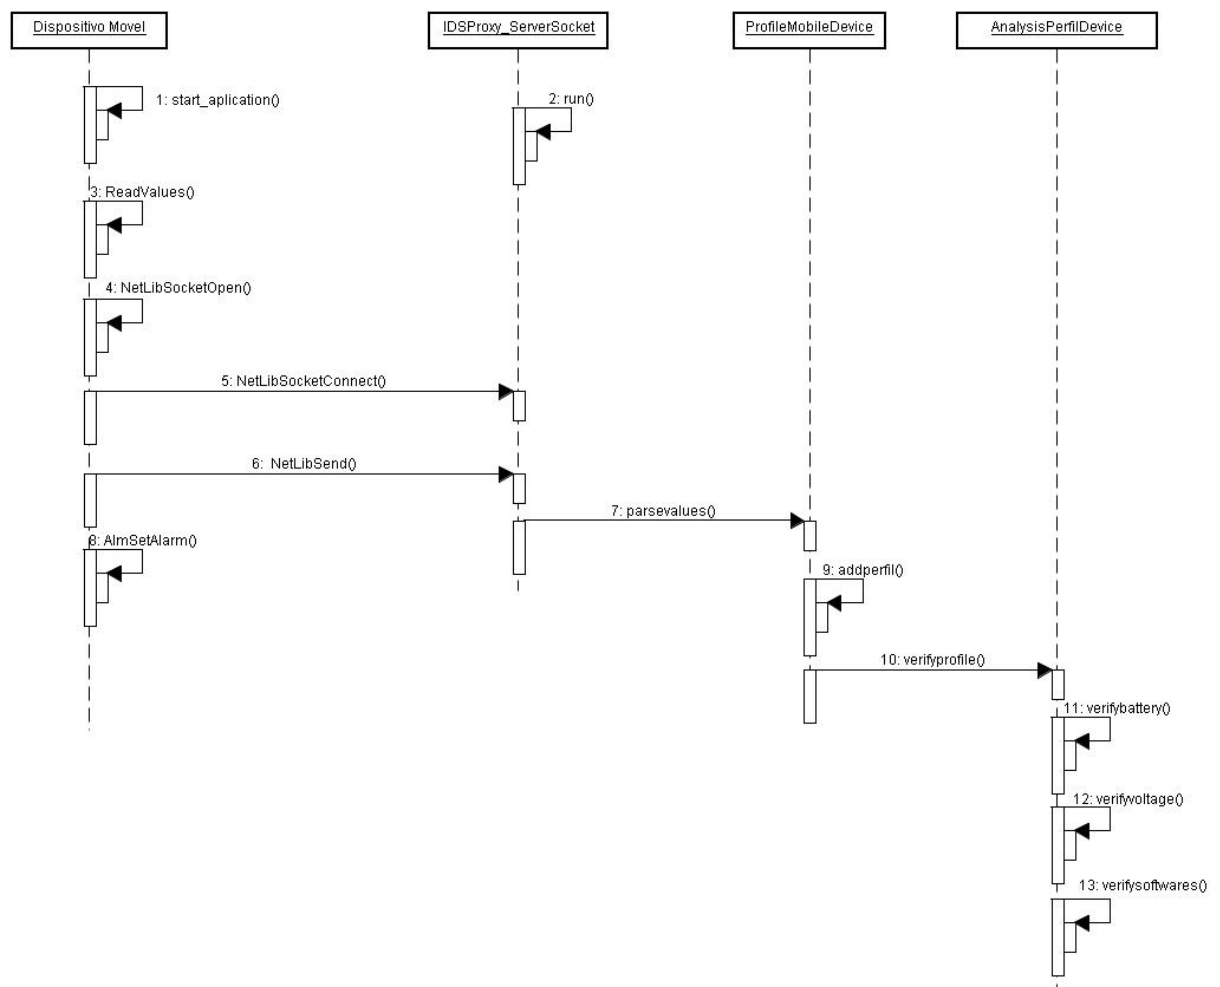 Dispositivo Movel
IDSProxy_ServerSocket
ProfileMobileDevice
AnalysisPerfilDevice
1: start_aplication()
2: run()
3: ReadValues()
4: NetLibSocketOpen()
5: NetLibSocketConnect()
6: NetLibSend()
7: parsevalues()
8: AlmSetAlarm()
9: addperfil()
10: verifyprofile()
11: verifybattery()
12: verifyvoltage()
13: verifysoftwares()